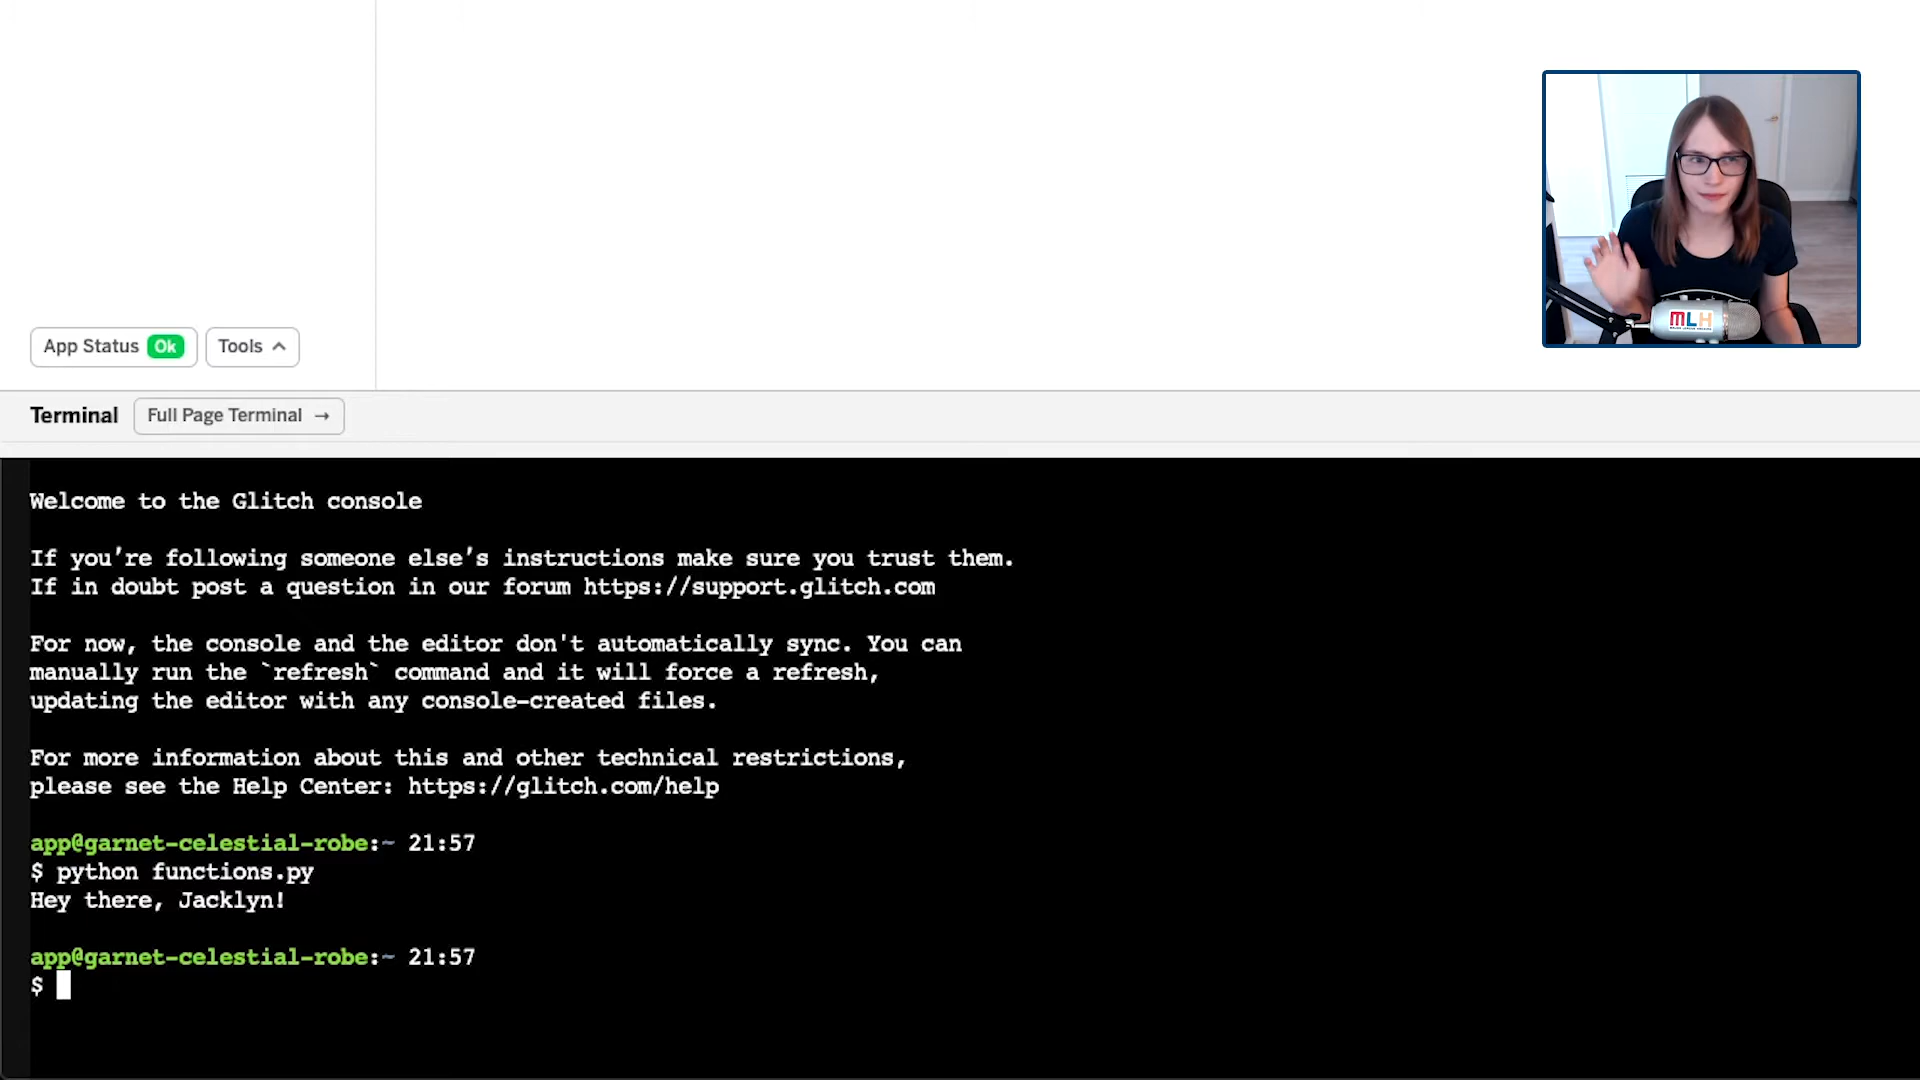 MLH
App Status Ok
Tools
Terminal
Full Page Terminal →
Welcome to the Glitch console
If you’re following someone else’s instructions make sure you trust them.
If in doubt post a question in our forum https://support.glitch.com
For now, the console and the editor don't automatically sync. You can
manually run the `refresh` command and it will force a refresh,
updating the editor with any console-created files.
For more information about this and other technical restrictions,
please see the Help Center: https://glitch.com/help
app@garnet-celestial-robe:~ 21:57
$ python functions.py
Hey there, Jacklyn!
app@garnet-celestial-robe:~ 21:57
$